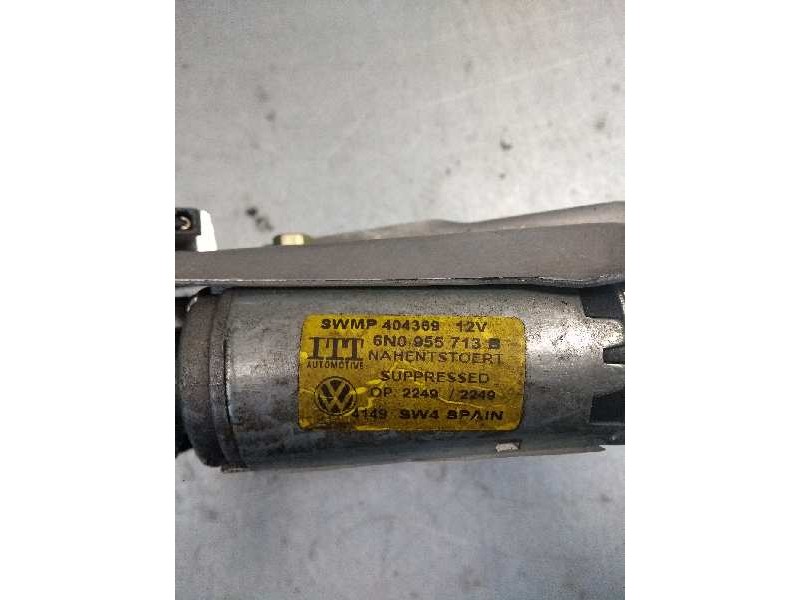 SWMP 404369 12V
ITT 6N0 955 713 B
AUTOMOTIVE NAHENTSTOERT
SUPPRESSED
OP. 2249 / 2249
4149 SW4 SPAIN